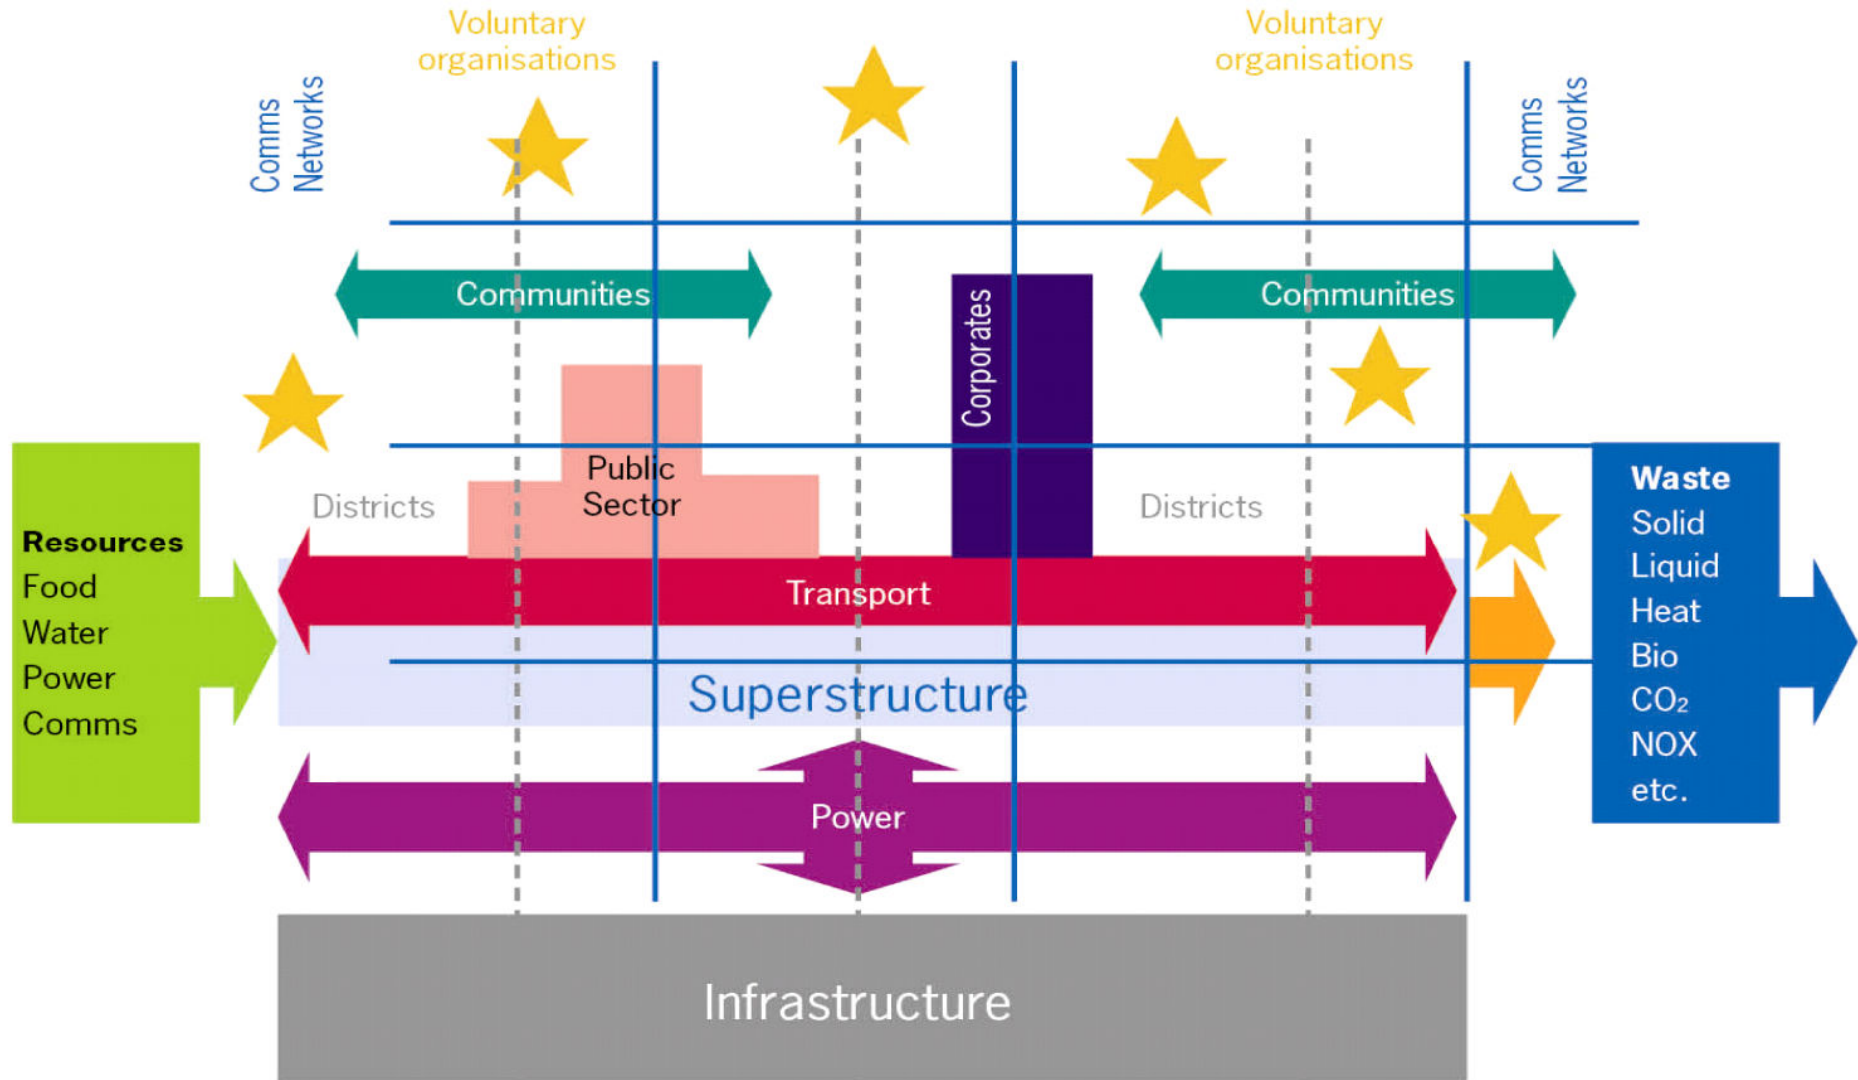 Voluntary
organisations
Voluntary
organisations
Comms
Networks
Comms
Networks
Communities
Communities
Corporates
Public
Sector
Districts
Districts
Resources
Food
Water
Power
Comms
Transport
Superstructure
Power
Infrastructure
Waste
Solid
Liquid
Heat
Bio
CO₂
NOX
etc.